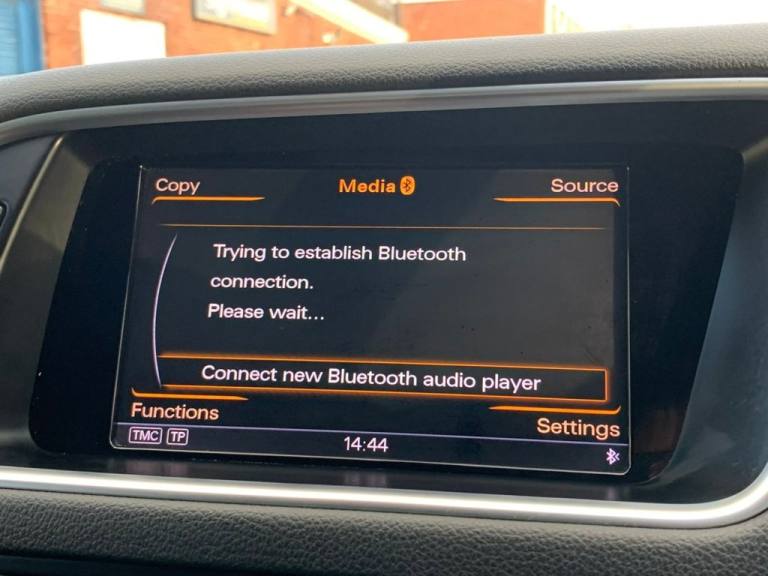 Copy
Media
Source
Trying to establish Bluetooth
connection.
Please wait...
Connect new Bluetooth audio player
Functions
Settings
TMC TP
14:44